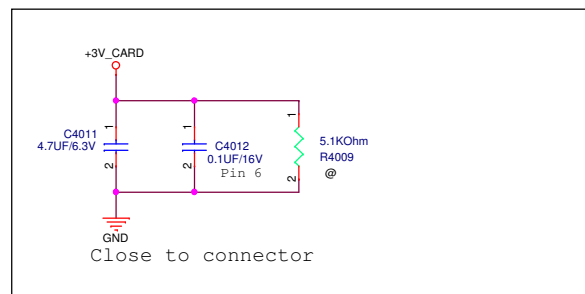 +3V_CARD
1
1
1
C4011
4.7UF/6.3V
C4012
0.1UF/16V
Pin 6
5.1KOhm
R4009
@
2
2
2
GND
Close to connector